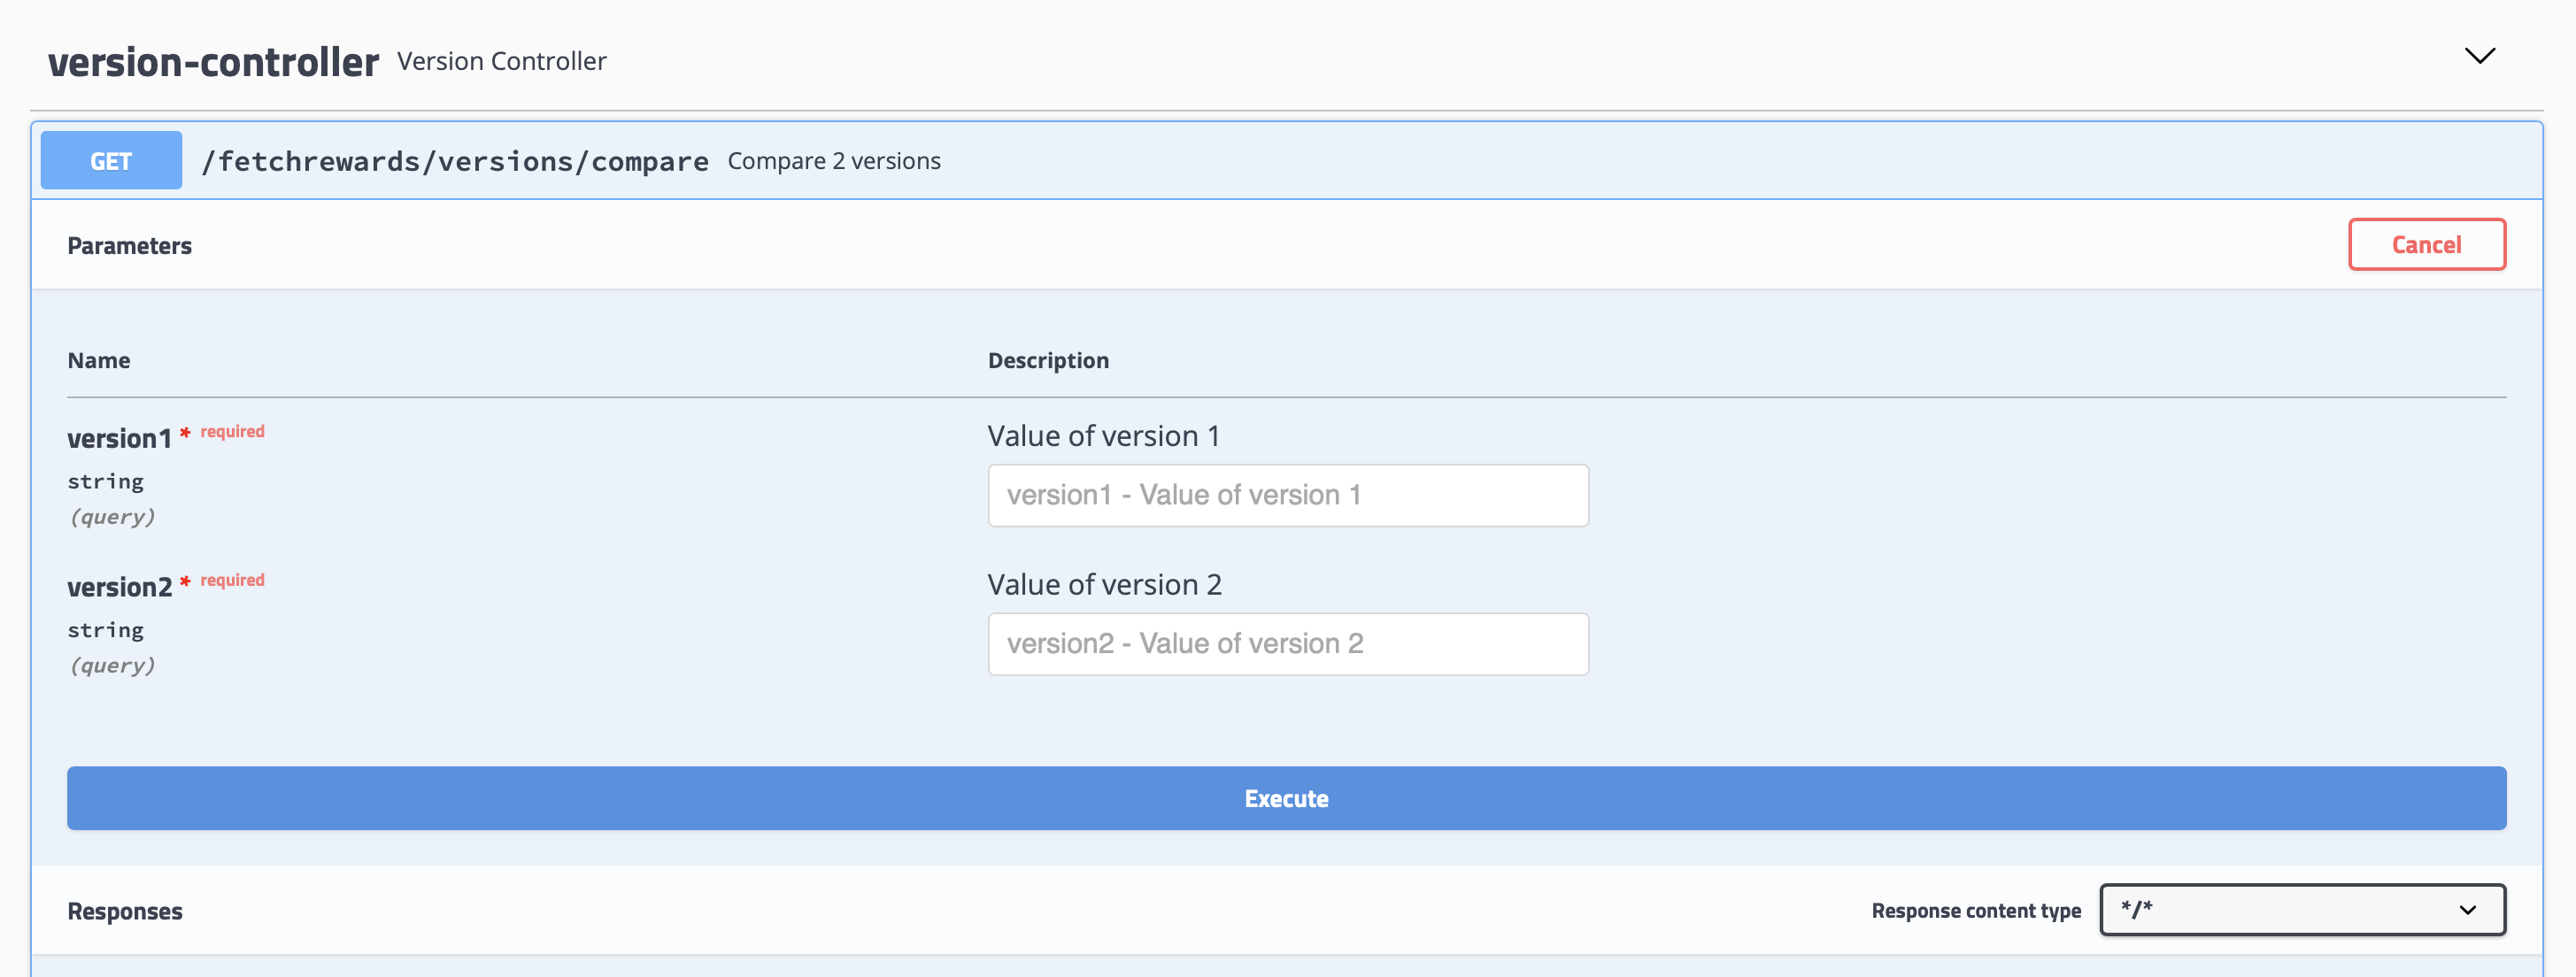 version-controller Version Controller
GET /fetchrewards/versions/compare Compare 2 versions
Parameters Cancel
Name Description
version1 * required Value of version 1
string version1 - Value of version 1
(query)
version2 * required Value of version 2
string version2 - Value of version 2
(query)
Execute
Responses Response content type */*